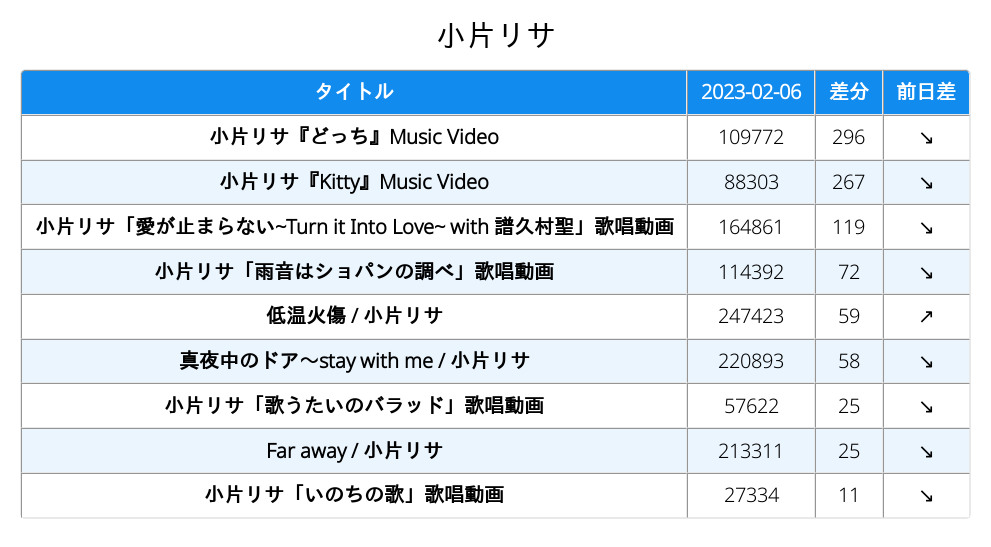 小片リサ
タイトル 2023-02-06 差分 前日差
小片リサ『どっち』Music Video 109772 296 ↘
小片リサ『Kitty』Music Video 88303 267 ↘
小片リサ「愛が止まらない~Turn it Into Love~ with 譜久村聖」歌唱動画 164861 119 ↘
小片リサ「雨音はショパンの調べ」歌唱動画 114392 72 ↘
低温火傷 / 小片リサ 247423 59 ↗
真夜中のドア～stay with me / 小片リサ 220893 58 ↘
小片リサ「歌うたいのバラッド」歌唱動画 57622 25 ↘
Far away / 小片リサ 213311 25 ↘
小片リサ「いのちの歌」歌唱動画 27334 11 ↘